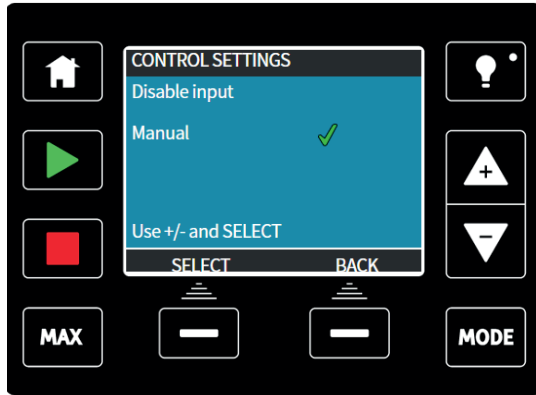 CONTROL SETTINGS
Disable input
Manual
Use +/- and SELECT
SELECT BACK
+
-
MAX
MODE